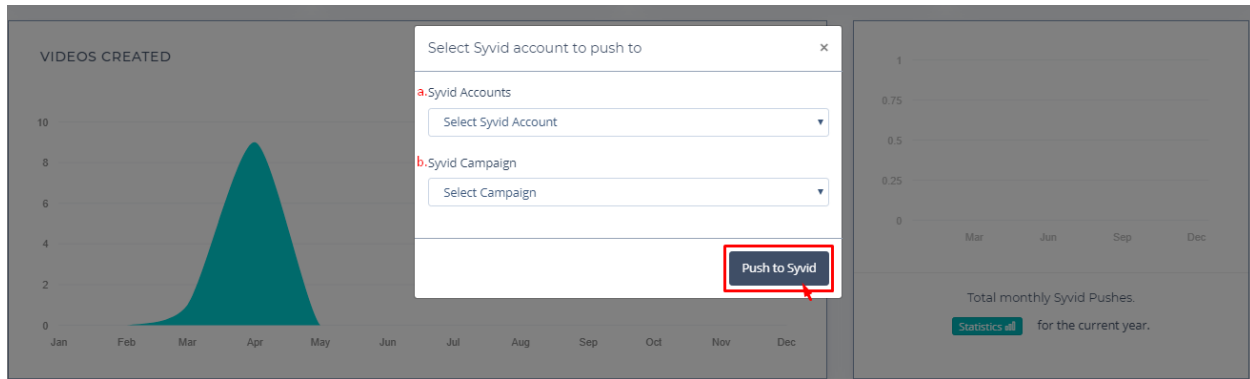 VIDEOS CREATED
10
8
6
4
2
0
Jan Feb Mar Apr May Jun Jul Aug Sep Oct Nov Dec
Select Syvid account to push to ×
a.Syvid Accounts
Select Syvid Account
b.Syvid Campaign
Select Campaign
Push to Syvid
1
0.75
0.5
0.25
0
Mar Jun Sep Dec
Total monthly Syvid Pushes.
Statistics for the current year.